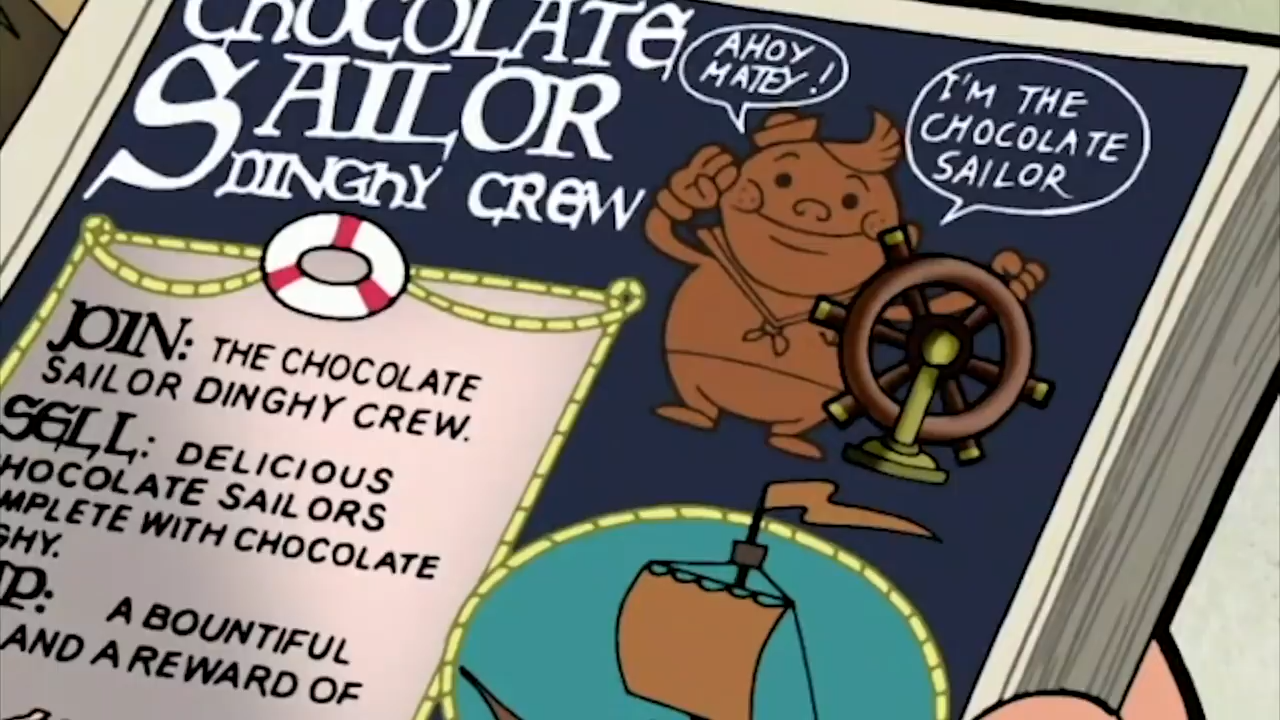 CHOCOLATE
SAILOR
DINGHY CREW
AHOY
MATEY!
I'M THE
CHOCOLATE
SAILOR
JOIN: THE CHOCOLATE
SAILOR DINGHY CREW.
SELL: DELICIOUS
HOCOLATE SAILORS
MPLETE WITH CHOCOLATE
GHY.
P:
A BOUNTIFUL
AND A REWARD OF